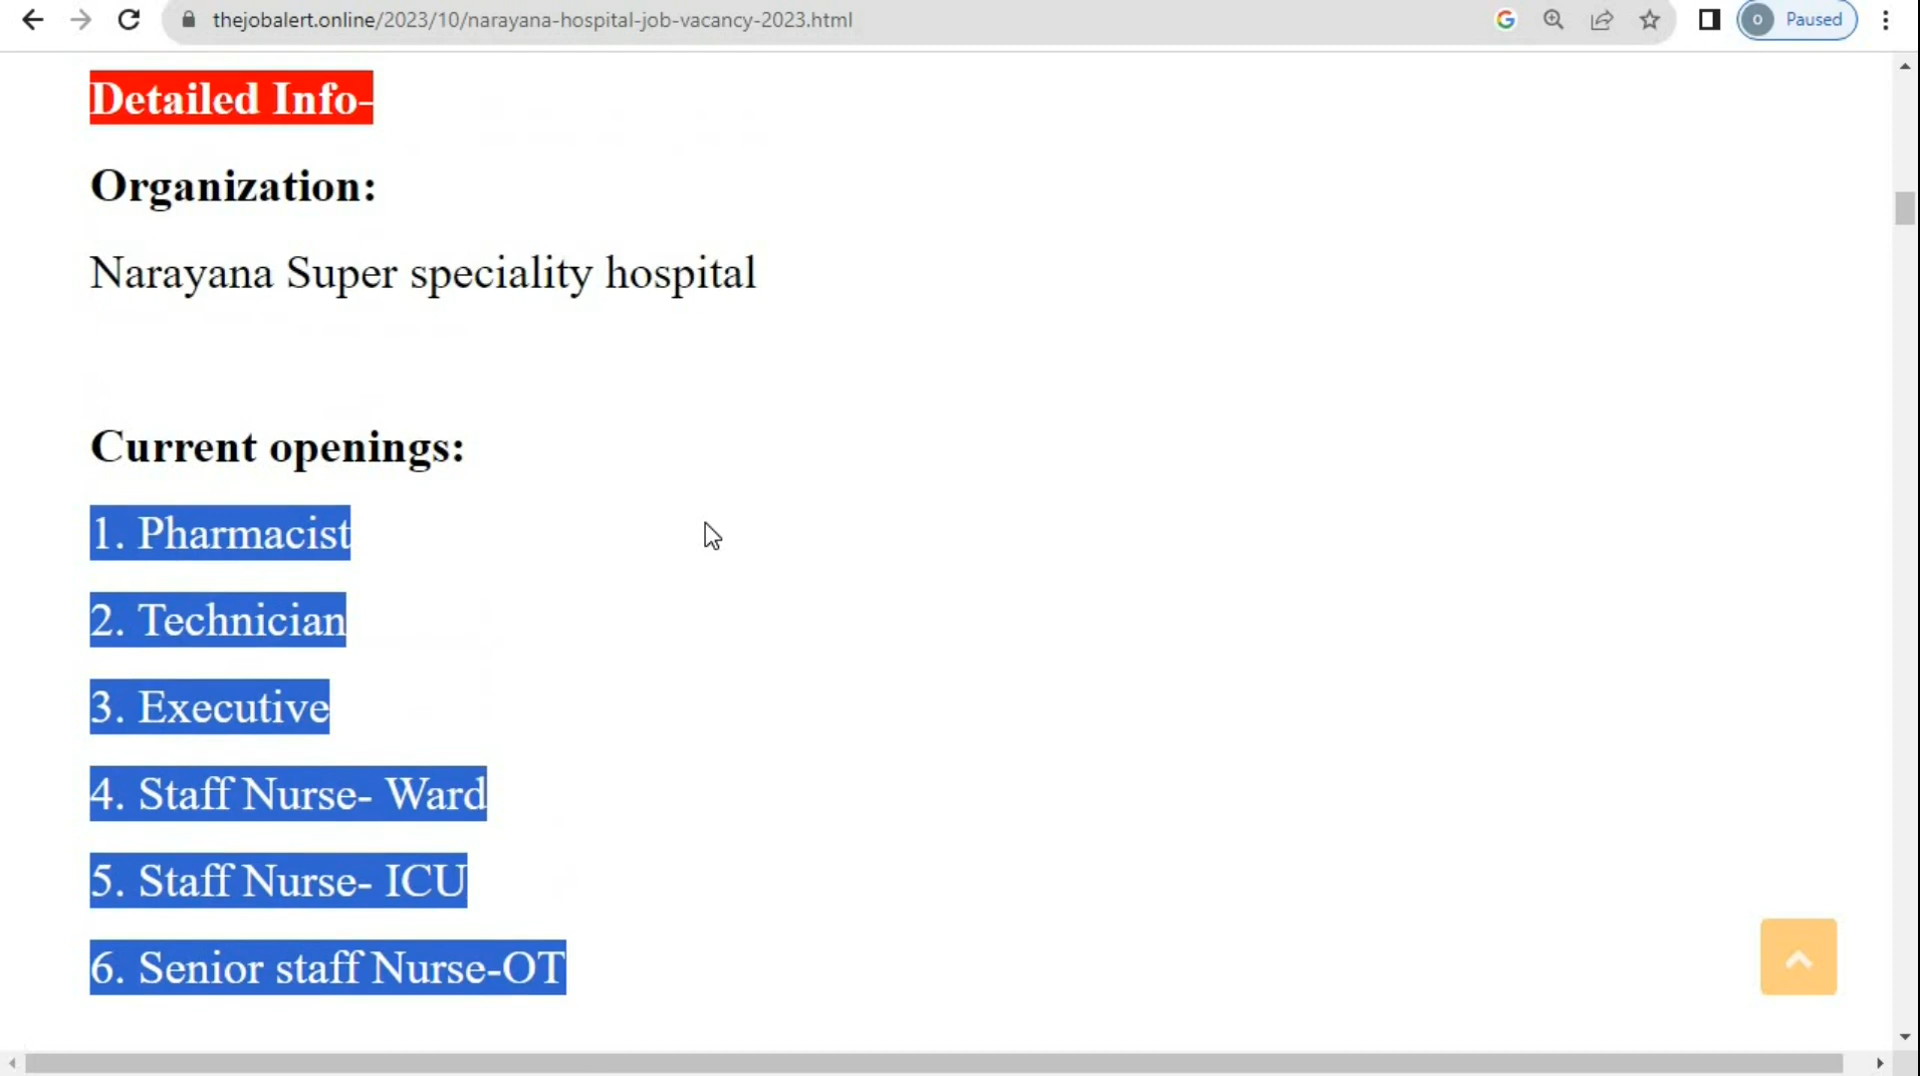 thejobalert.online/2023/10/narayana-hospital-job-vacancy-2023.html
o Paused
Detailed Info-
Organization:
Narayana Super speciality hospital
Current openings:
1. Pharmacist
2. Technician
3. Executive
4. Staff Nurse- Ward
5. Staff Nurse- ICU
6. Senior staff Nurse-OT